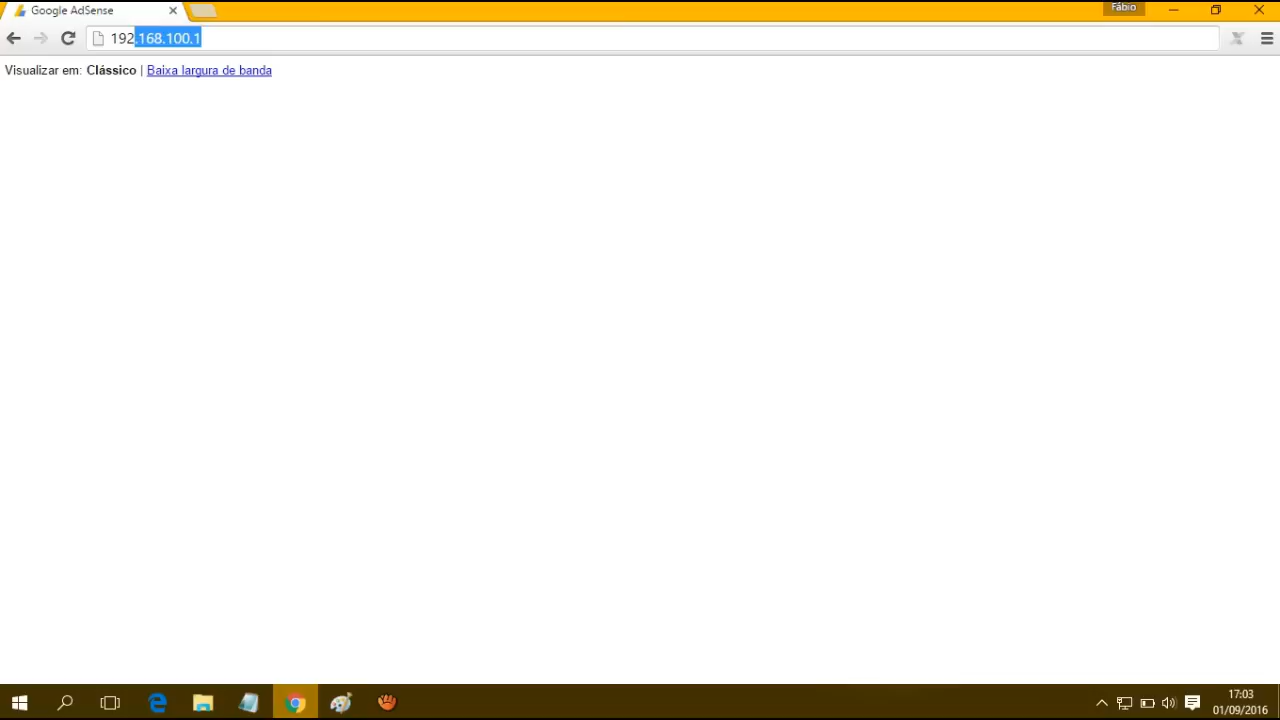 Google AdSense
Fábio
192.168.100.1
Visualizar em: Clássico | Baixa largura de banda
17:03
01/09/2016